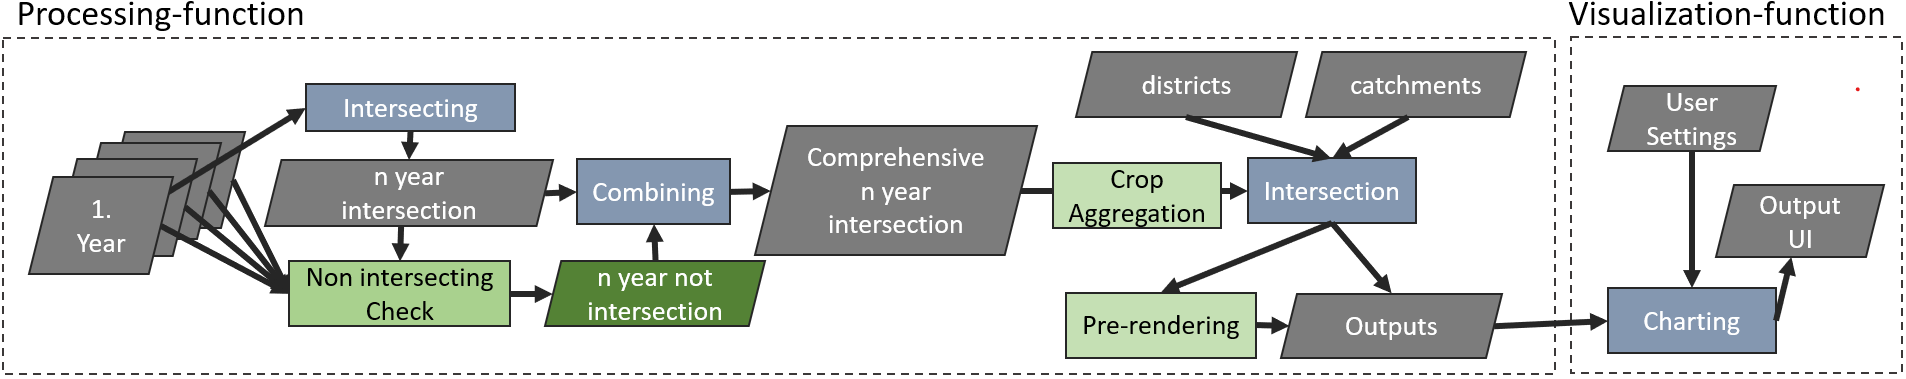 Processing-function
Visualization-function
1.
Year
Intersecting
n year
intersection
Non intersecting
Check
n year not
intersection
Combining
Comprehensive
n year
intersection
districts
catchments
Crop
Aggregation
Intersection
Pre-rendering
Outputs
User
Settings
Output
UI
Charting